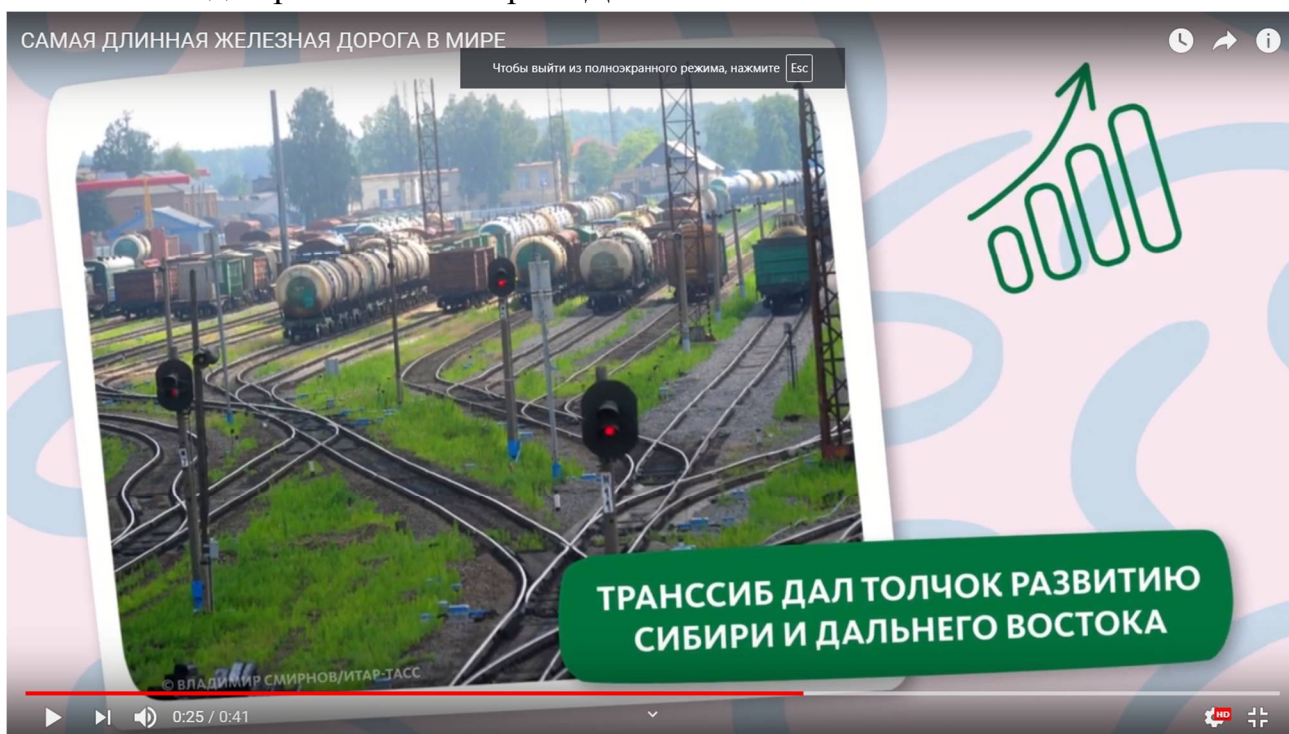 САМАЯ ДЛИННАЯ ЖЕЛЕЗНАЯ ДОРОГА В МИРЕ
Чтобы выйти из полноэкранного режима, нажмите Esc
ТРАНССИБ ДАЛ ТОЛЧОК РАЗВИТИЮ
СИБИРИ И ДАЛЬНЕГО ВОСТОКА
© ВЛАДИМИР СМИРНОВ/ИТАР-ТАСС
0:25 / 0:41
HD